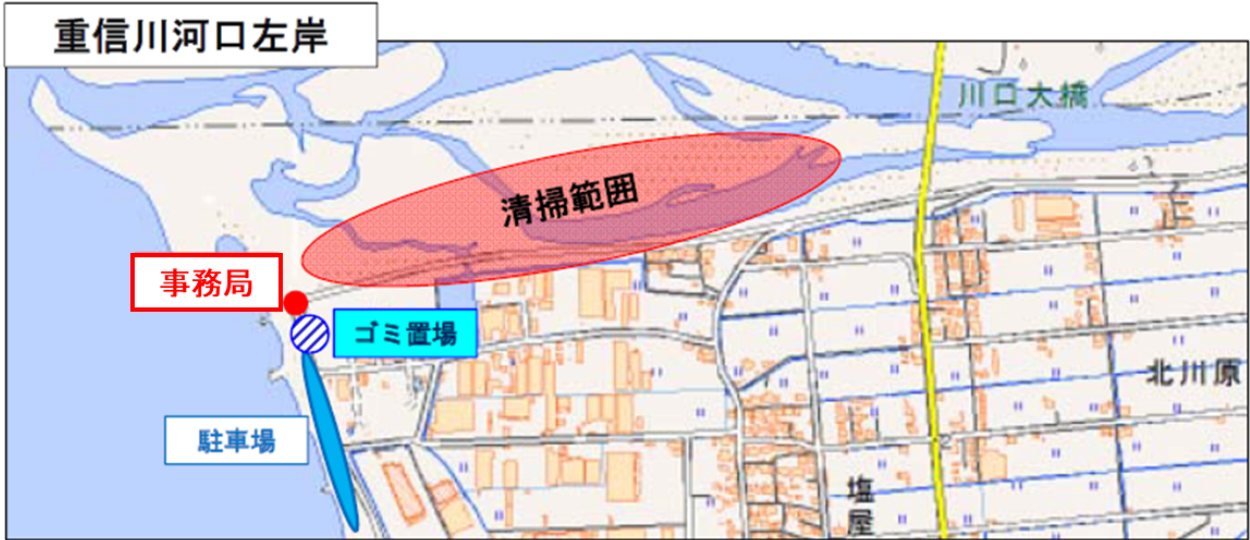 重信川河口左岸
川口大橋
清掃範囲
事務局
ゴミ置場
北川原
駐車場
塩屋